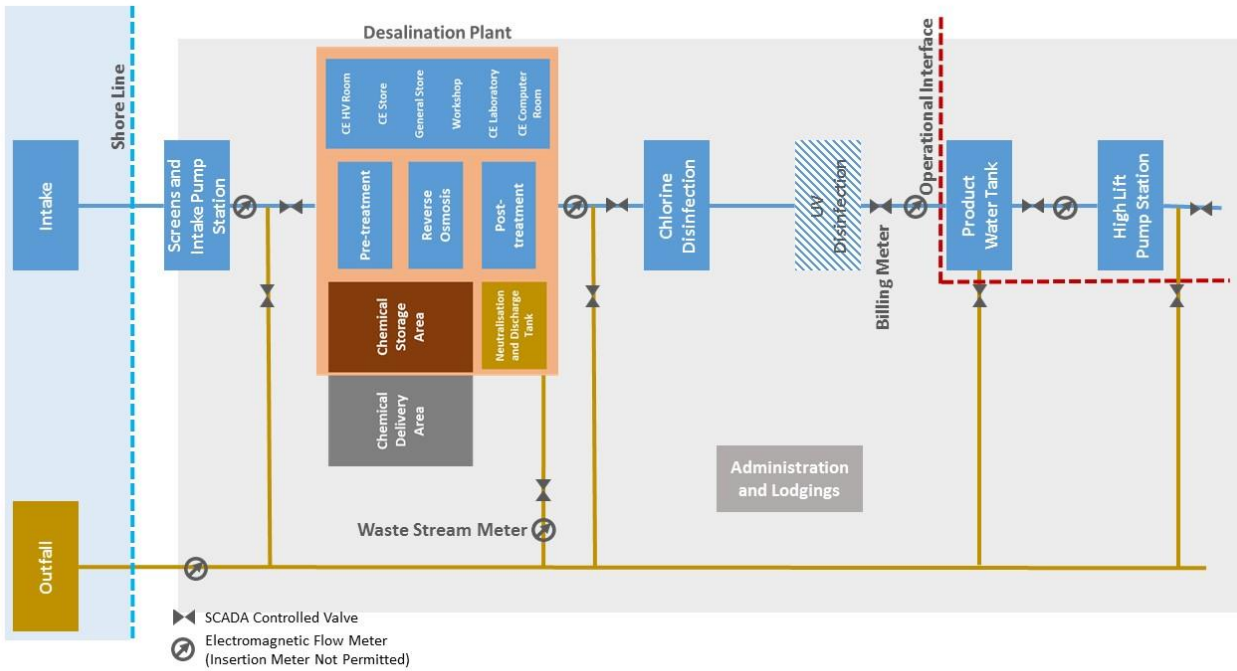 Desalination Plant
Shore Line
Intake
Screens and
Intake Pump
Station
CE HV Room
CE Store
General Store
Workshop
CE Laboratory
CE Computer
Room
Pre-treatment
Reverse
Osmosis
Post-
treatment
Chemical
Storage
Area
Neutralisation
and Discharge
Tank
Chemical
Delivery
Area
Chlorine
Disinfection
UV
Disinfection
Billing Meter
Operational Interface
Product
Water Tank
High Lift
Pump Station
Administration
and Lodgings
Waste Stream Meter
Outfall
SCADA Controlled Valve
Electromagnetic Flow Meter
(Insertion Meter Not Permitted)